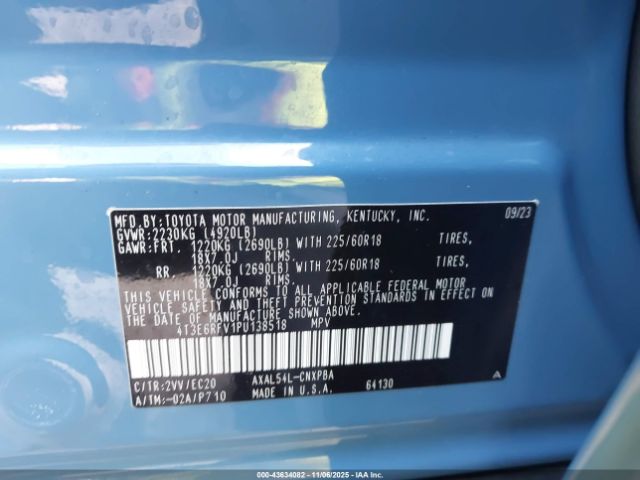 MFD.BY:TOYOTA MOTOR MANUFACTURING, KENTUCKY, INC. 09/23
GVWR:2230KG (4920LB)
GAWR:FRT. 1220KG (2690LB) WITH 225/60R18 TIRES,
18X7.0J RIMS.
RR. 1220KG (2690LB) WITH 225/60R18 TIRES,
18X7.0J RIMS.
THIS VEHICLE CONFORMS TO ALL APPLICABLE FEDERAL MOTOR
VEHICLE SAFETY AND THEFT PREVENTION STANDARDS IN EFFECT
ON THE DATE OF MANUFACTURE SHOWN ABOVE.
4T3E6RFV1PU138518 MPV
C/TR:2VV/EC20 AXAL54L-CNXPBA 64130
A/TM:-02A/P710 MADE IN U.S.A. A
000-43634082 - 11/06/2025 - IAAI.COM